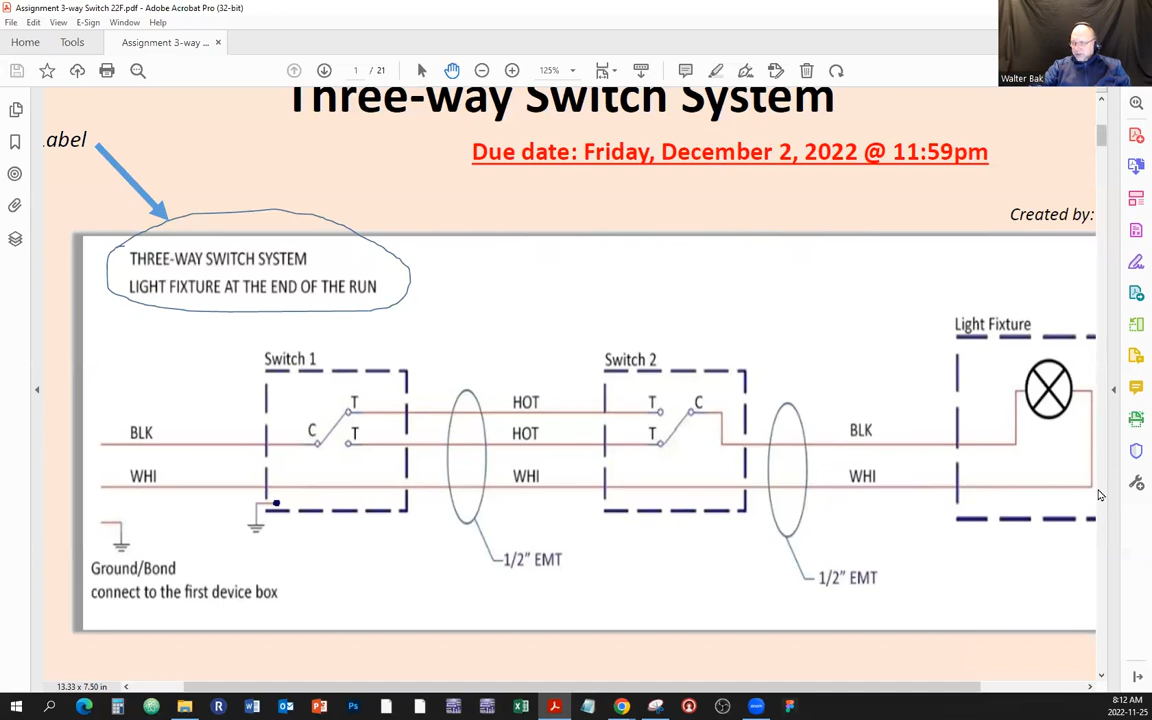 Assignment 3-way Switch 22F.pdf - Adobe Acrobat Pro (32-bit)
File Edit View E-Sign Window Help
Home Tools Assignment 3-way ... ×
1 / 21 125%
Walter Bak
Three-way Switch System
abel
Due date: Friday, December 2, 2022 @ 11:59pm
Created by:
THREE-WAY SWITCH SYSTEM
LIGHT FIXTURE AT THE END OF THE RUN
Light Fixture
Switch 1 Switch 2
T HOT T C
BLK C T HOT T BLK
WHI WHI WHI
1/2" EMT
Ground/Bond
1/2" EMT
connect to the first device box
13.33 x 7.50 in
8:12 AM
2022-11-25